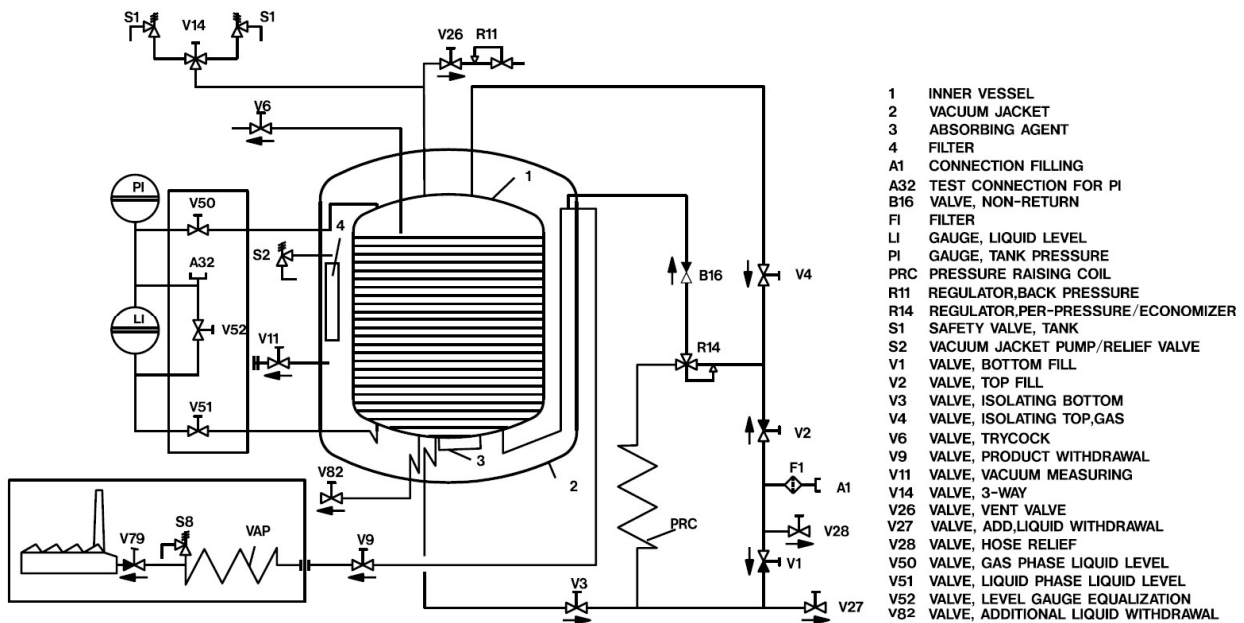 S1
V14
S1
V26
R11
V6
1
PI
V50
4
S2
A32
LI
V52
V11
B16
V4
R14
V51
V2
3
V82
2
F1
A1
PRC
V28
S8
VAP
V79
V9
V1
V3
V27
1 INNER VESSEL
2 VACUUM JACKET
3 ABSORBING AGENT
4 FILTER
A1 CONNECTION FILLING
A32 TEST CONNECTION FOR PI
B16 VALVE, NON-RETURN
FI FILTER
LI GAUGE, LIQUID LEVEL
PI GAUGE, TANK PRESSURE
PRC PRESSURE RAISING COIL
R11 REGULATOR,BACK PRESSURE
R14 REGULATOR,PER-PRESSURE/ECONOMIZER
S1 SAFETY VALVE, TANK
S2 VACUUM JACKET PUMP/RELIEF VALVE
V1 VALVE, BOTTOM FILL
V2 VALVE, TOP FILL
V3 VALVE, ISOLATING BOTTOM
V4 VALVE, ISOLATING TOP,GAS
V6 VALVE, TRYCOCK
V9 VALVE, PRODUCT WITHDRAWAL
V11 VALVE, VACUUM MEASURING
V14 VALVE, 3-WAY
V26 VALVE, VENT VALVE
V27 VALVE, ADD,LIQUID WITHDRAWAL
V28 VALVE, HOSE RELIEF
V50 VALVE, GAS PHASE LIQUID LEVEL
V51 VALVE, LIQUID PHASE LIQUID LEVEL
V52 VALVE, LEVEL GAUGE EQUALIZATION
V82 VALVE, ADDITIONAL LIQUID WITHDRAWAL